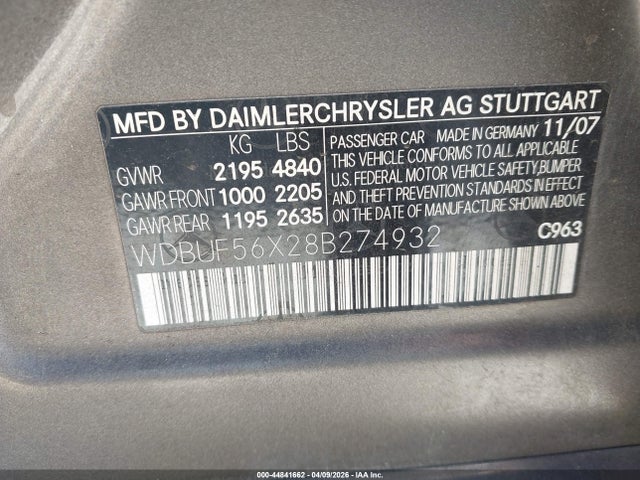 MFD BY DAIMLERCHRYSLER AG STUTTGART
KG LBS
GVWR 2195 4840
GAWR FRONT 1000 2205
GAWR REAR 1195 2635
PASSENGER CAR MADE IN GERMANY 11/07
THIS VEHICLE CONFORMS TO ALL APPLICABLE
U.S. FEDERAL MOTOR VEHICLE SAFETY, BUMPER
AND THEFT PREVENTION STANDARDS IN EFFECT
ON THE DATE OF MANUFACTURE SHOWN ABOVE.
WDBUF56X28B274932
C963
000-44841662 - 04/09/2026 - IAA Inc.